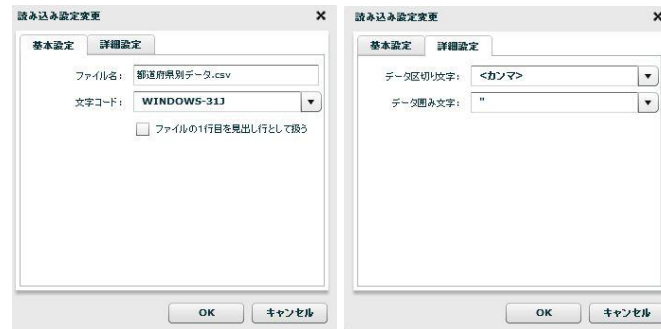 読み込み設定変更
基本設定 詳細設定
ファイル名： 都道府県別データ.csv
文字コード： WINDOWS-31J
ファイルの1行目を見出し行として扱う
OK キャンセル
読み込み設定変更
基本設定 詳細設定
データ区切り文字： <カンマ>
データ囲み文字： "
OK キャンセル